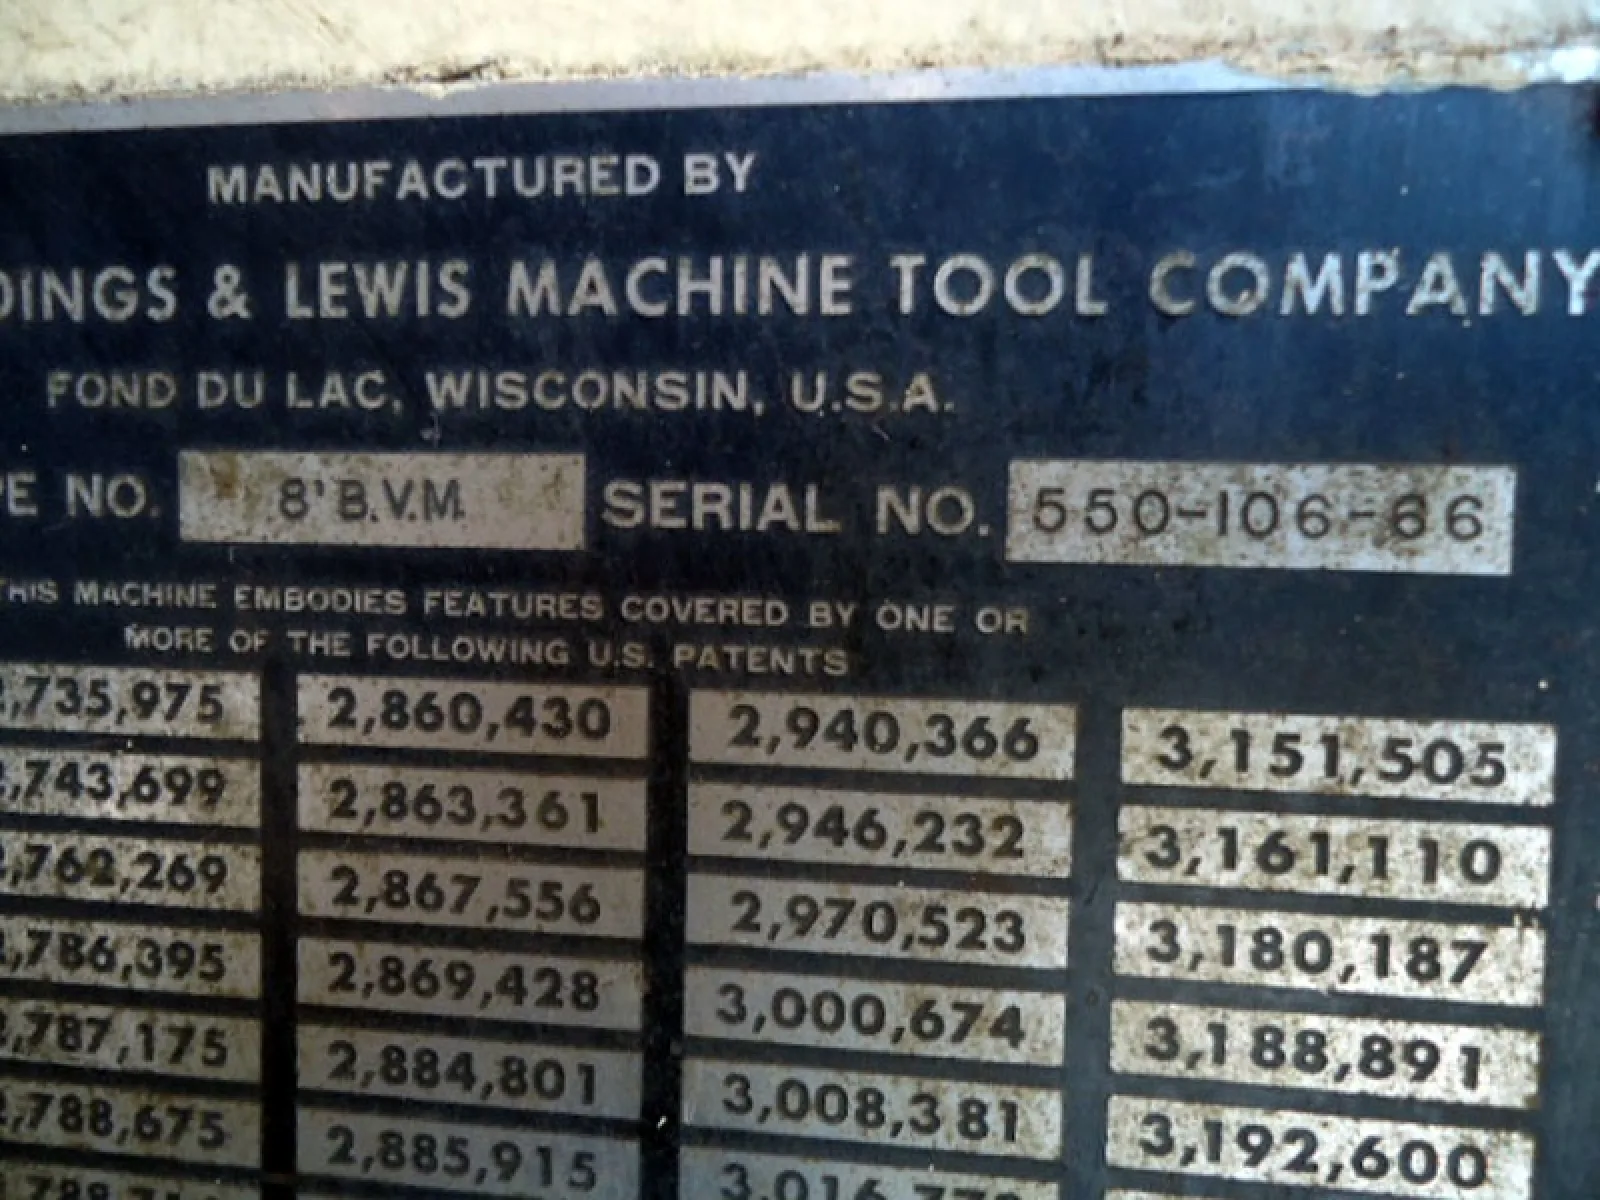 MANUFACTURED BY
DINGS & LEWIS MACHINE TOOL COMPANY
FOND DU LAC, WISCONSIN, U.S.A.
PE NO. 8' B.V.M. SERIAL NO. 550-106-66
THIS MACHINE EMBODIES FEATURES COVERED BY ONE OR
MORE OF THE FOLLOWING U.S. PATENTS
,735,975 2,860,430 2,940,366 3,151,505
,743,699 2,863,361 2,946,232 3,161,110
,762,269 2,867,556 2,970,523 3,180,187
,786,395 2,869,428 3,000,674 3,188,891
,787,175 2,884,801 3,008,381 3,192,600
,788,675 2,885,915